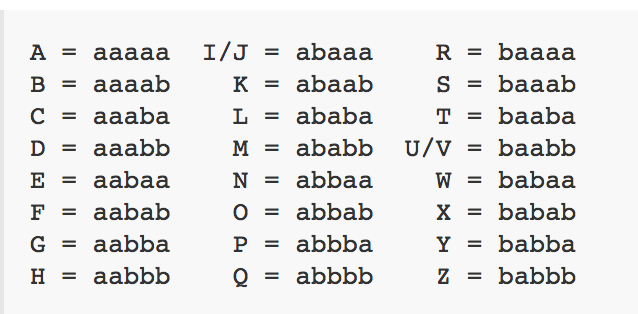 A = aaaaa I/J = abaaa R = baaaa
B = aaaab K = abaab S = baaab
C = aaaba L = ababa T = baaba
D = aaabb M = ababb U/V = baabb
E = aabaa N = abbaa W = babaa
F = aabab O = abbab X = babab
G = aabba P = abbba Y = babba
H = aabbb Q = abbbb Z = babbb